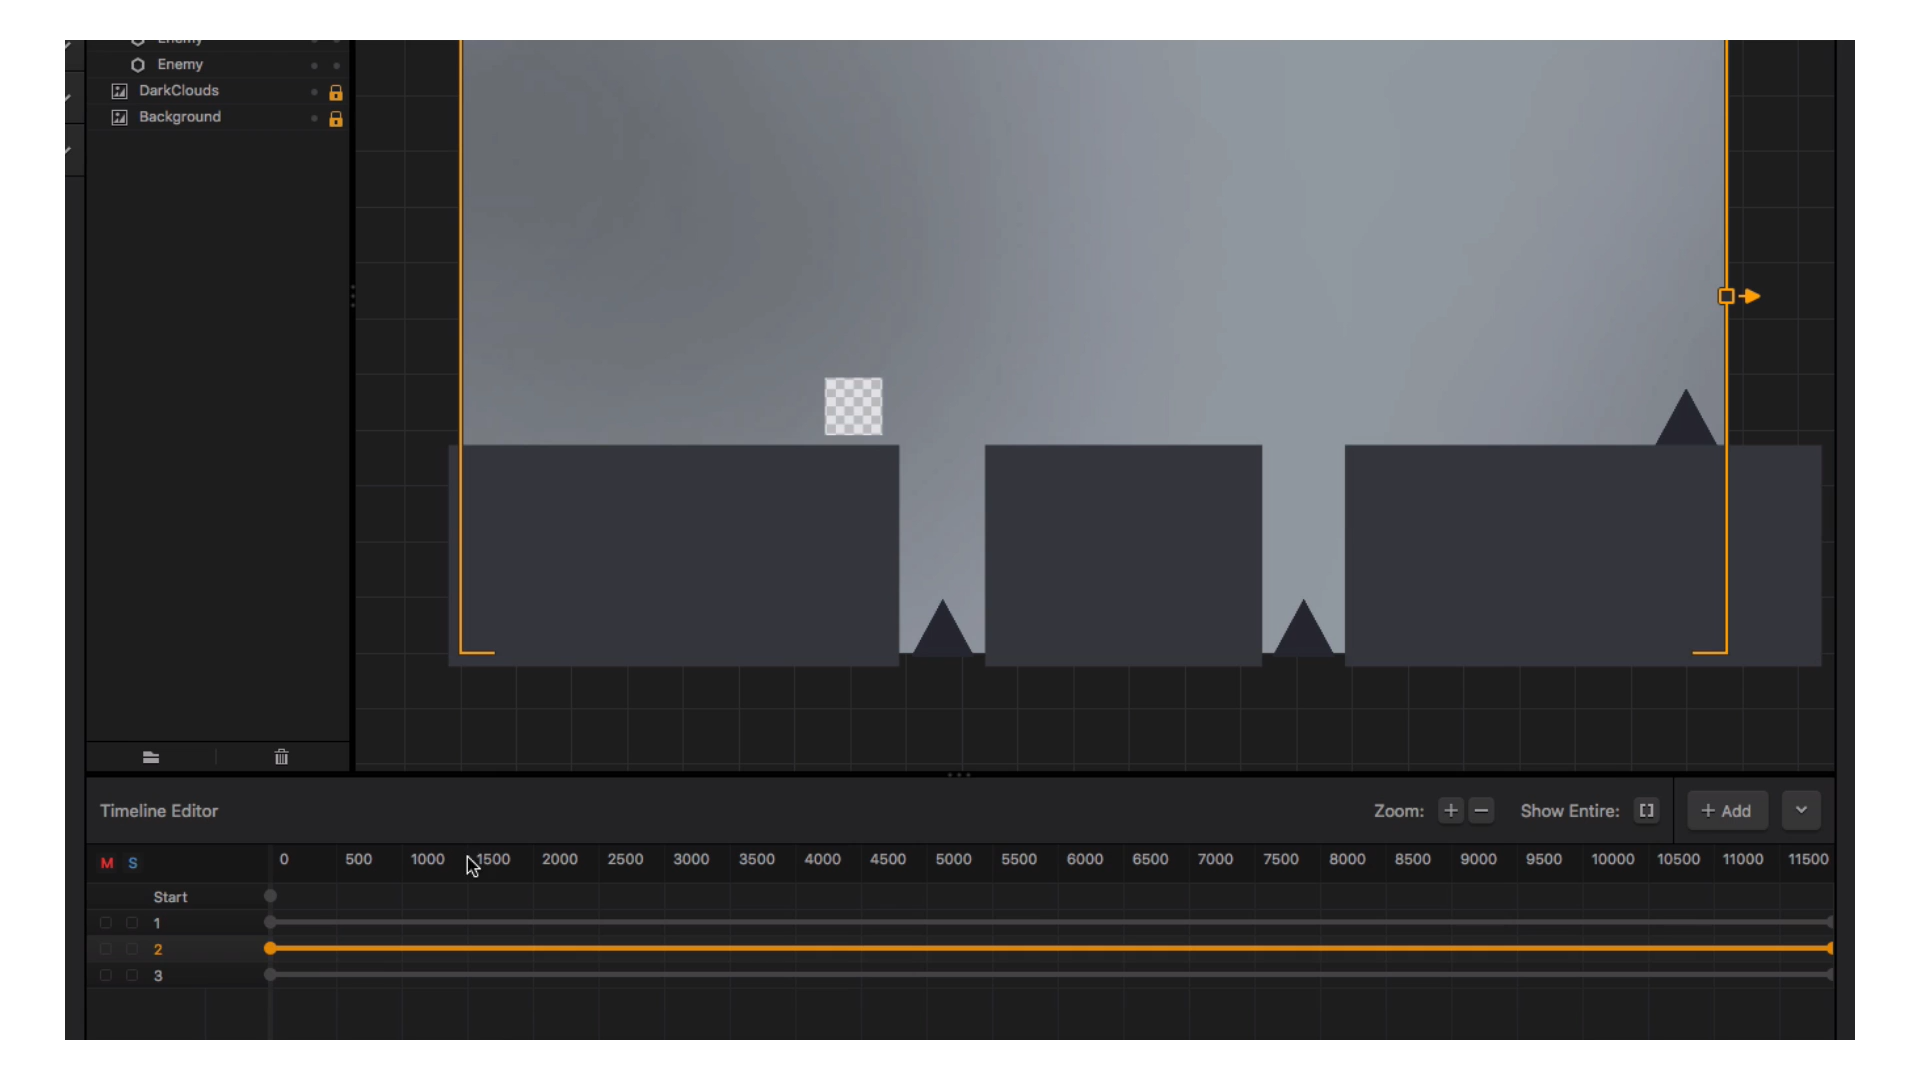 Enemy
Enemy
DarkClouds
Background
Timeline Editor
Zoom: + − Show Entire: + Add
M S 0 500 1000 1500 2000 2500 3000 3500 4000 4500 5000 5500 6000 6500 7000 7500 8000 8500 9000 9500 10000 10500 11000 11500
Start
1
2
3